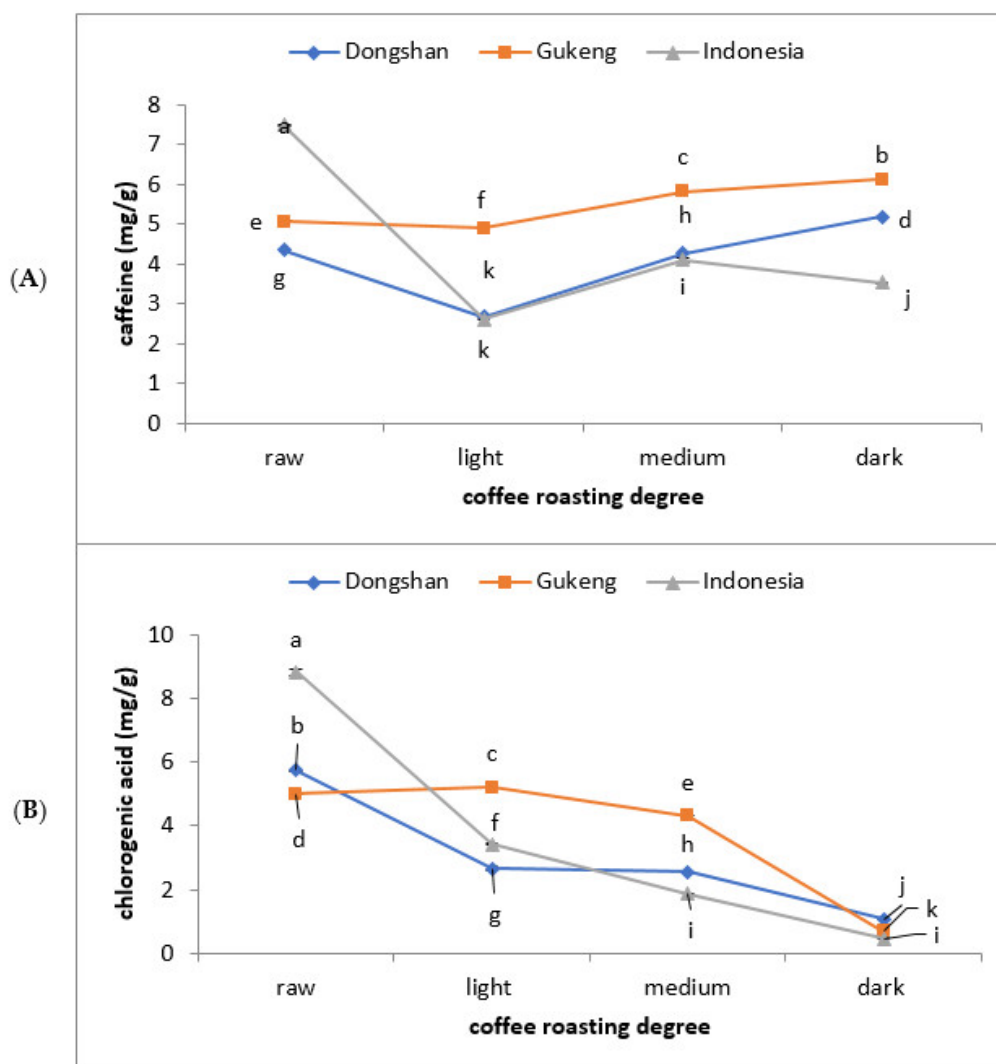 Dongshan Gukeng Indonesia
8
7
6
5
4
3
2
1
0
caffeine (mg/g)
(A)
a
e
g
f
k
k
c
h
i
b
d
j
raw light medium dark
coffee roasting degree
Dongshan Gukeng Indonesia
10
8
6
4
2
0
chlorogenic acid (mg/g)
(B)
a
b
d
c
f
g
e
h
i
j
k
i
raw light medium dark
coffee roasting degree